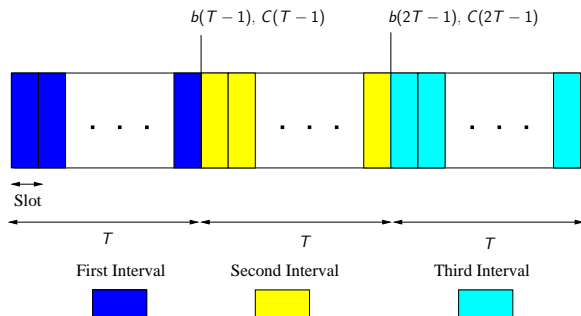 b(T − 1), C(T − 1) b(2T − 1), C(2T − 1)
. . . . . . . . .
Slot
T T T
First Interval Second Interval Third Interval